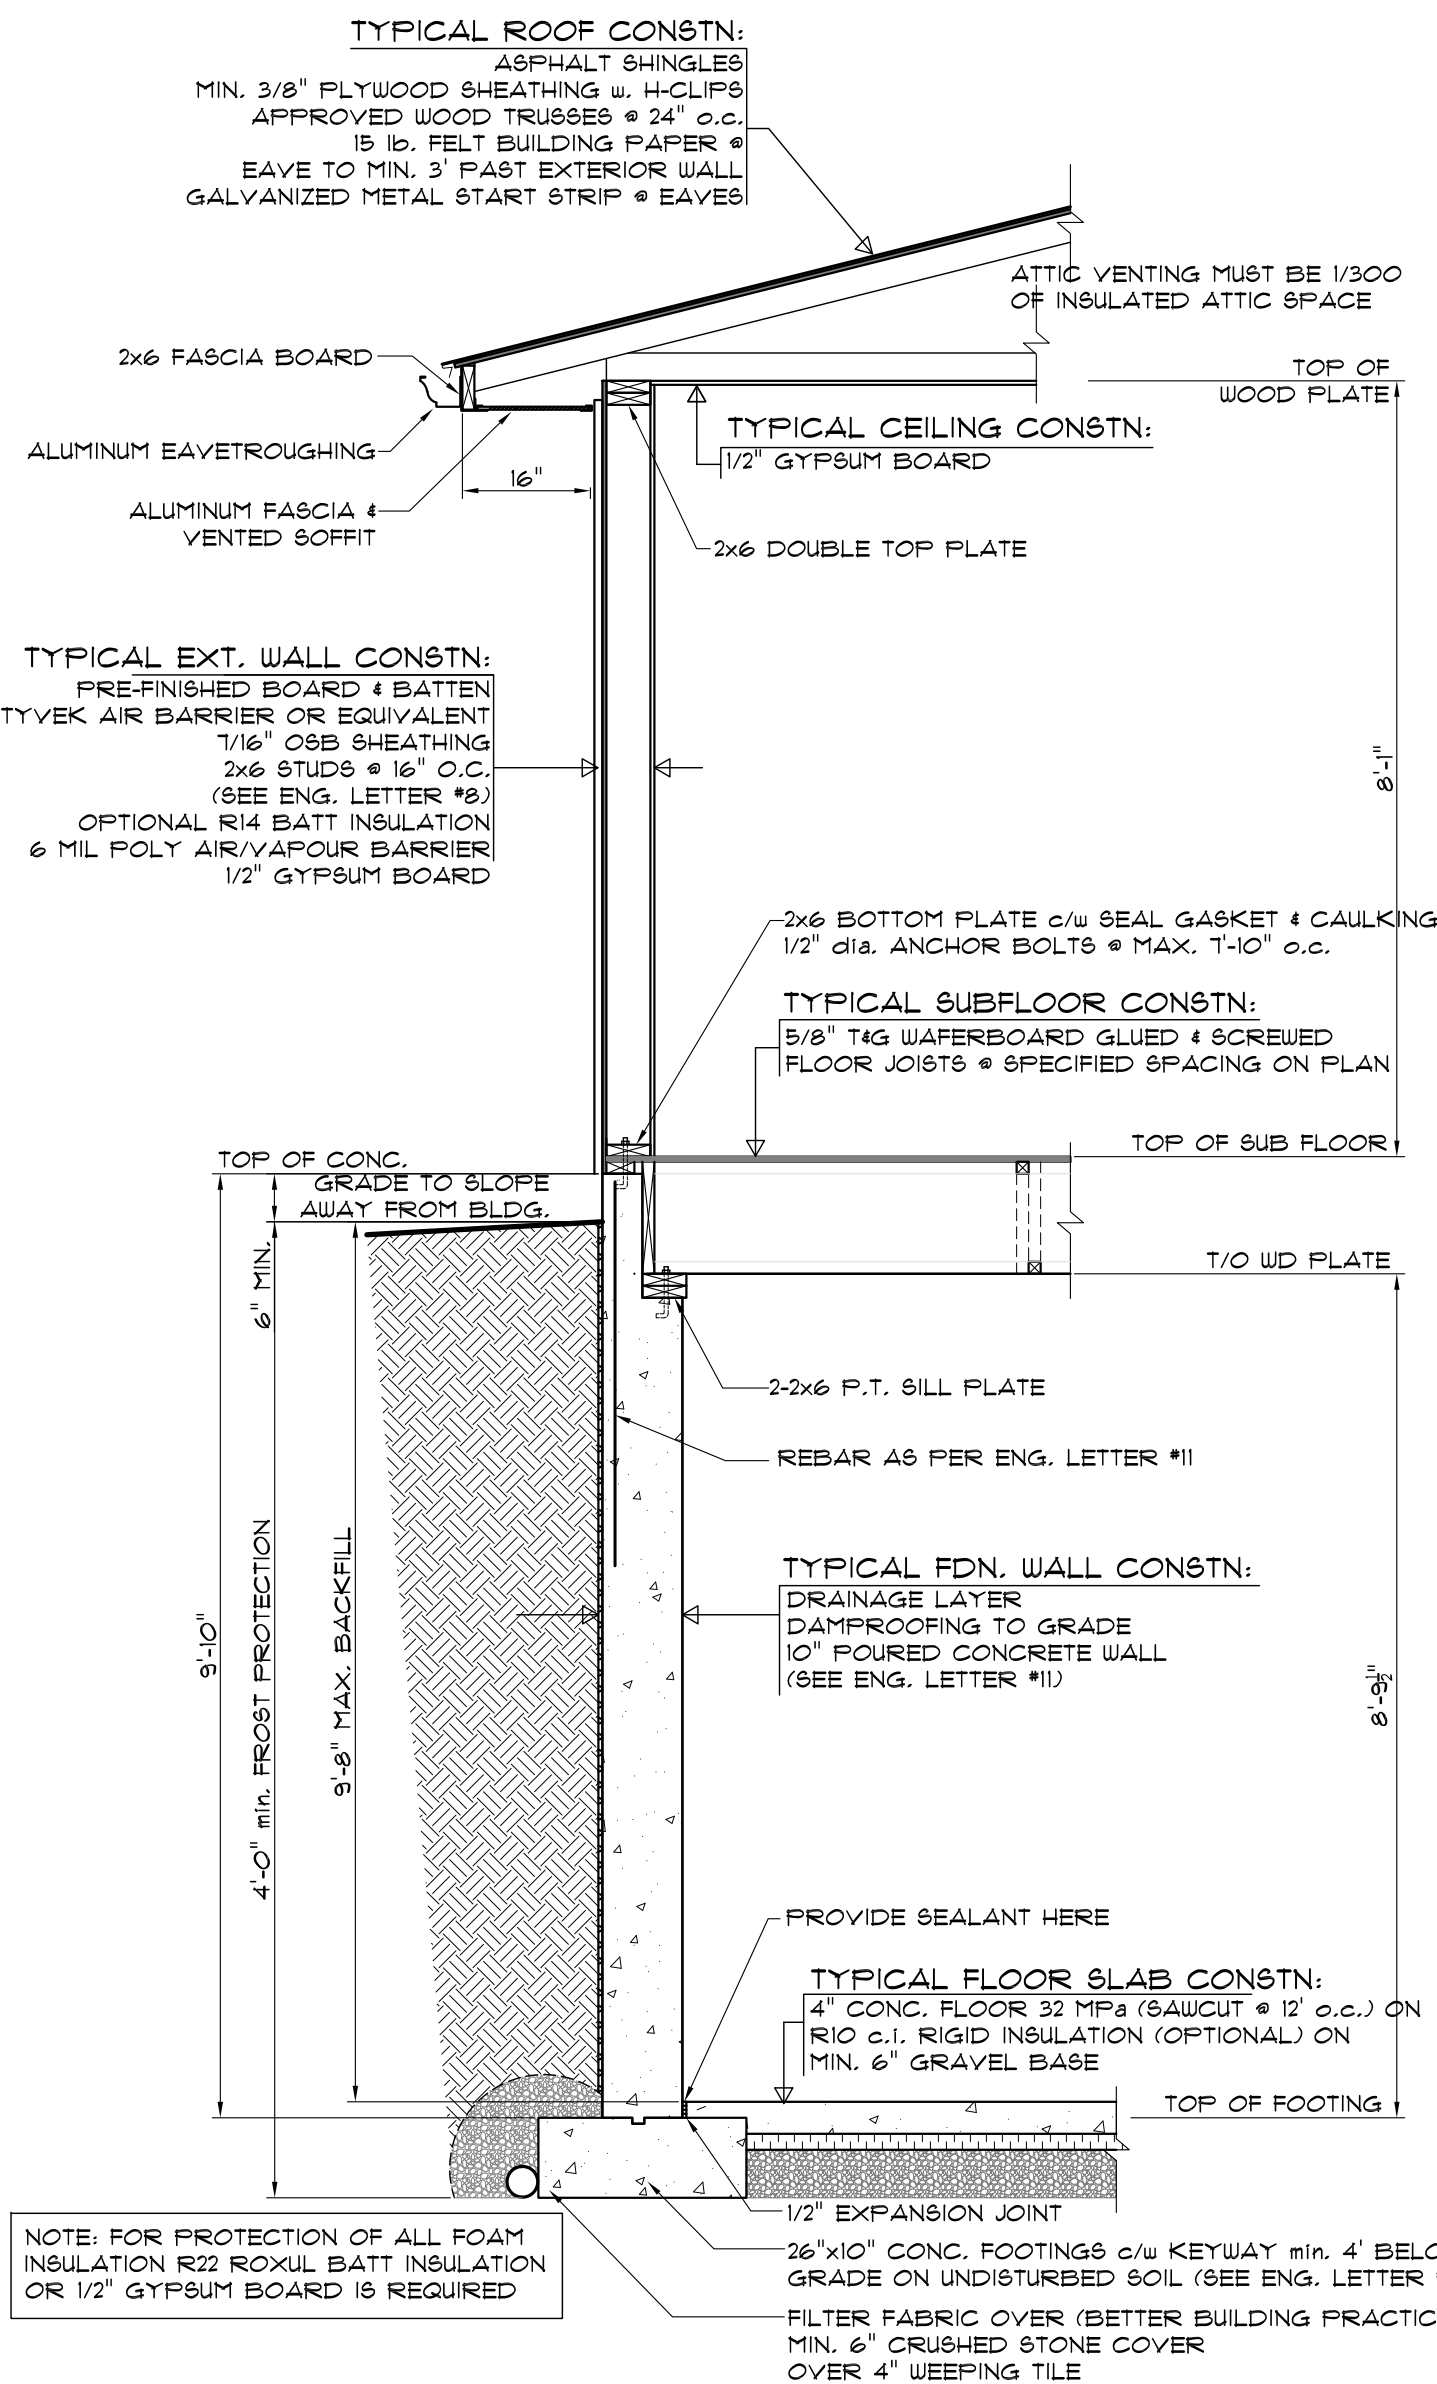 TYPICAL ROOF CONSTN:
ASPHALT SHINGLES
MIN. 3/8" PLYWOOD SHEATHING w. H-CLIPS
APPROVED WOOD TRUSSES @ 24" o.c.
15 lb. FELT BUILDING PAPER @
EAVE TO MIN. 3' PAST EXTERIOR WALL
GALVANIZED METAL START STRIP @ EAVES
ATTIC VENTING MUST BE 1/300
OF INSULATED ATTIC SPACE
2x6 FASCIA BOARD
TOP OF
WOOD PLATE
ALUMINUM EAVETROUGHING
TYPICAL CEILING CONSTN:
1/2" GYPSUM BOARD
16"
ALUMINUM FASCIA &
VENTED SOFFIT
2x6 DOUBLE TOP PLATE
TYPICAL EXT. WALL CONSTN:
PRE-FINISHED BOARD & BATTEN
TYVEK AIR BARRIER OR EQUIVALENT
7/16" OSB SHEATHING
2x6 STUDS @ 16" O.C.
(SEE ENG. LETTER #8)
OPTIONAL R14 BATT INSULATION
6 MIL POLY AIR/VAPOUR BARRIER
1/2" GYPSUM BOARD
8'-1"
2x6 BOTTOM PLATE c/w SEAL GASKET & CAULKING
1/2" dia. ANCHOR BOLTS @ MAX. 7'-10" o.c.
TYPICAL SUBFLOOR CONSTN:
5/8" T&G WAFERBOARD GLUED & SCREWED
FLOOR JOISTS @ SPECIFIED SPACING ON PLAN
TOP OF SUB FLOOR
TOP OF CONC.
GRADE TO SLOPE
AWAY FROM BLDG.
6" MIN.
T/O WD PLATE
2-2x6 P.T. SILL PLATE
REBAR AS PER ENG. LETTER #11
9'-10"
4'-0" min. FROST PROTECTION
9'-8" MAX. BACKFILL
TYPICAL FDN. WALL CONSTN:
DRAINAGE LAYER
DAMPROOFING TO GRADE
10" POURED CONCRETE WALL
(SEE ENG. LETTER #11)
8'-9 1/2"
PROVIDE SEALANT HERE
TYPICAL FLOOR SLAB CONSTN:
4" CONC. FLOOR 32 MPa (SAWCUT @ 12' o.c.) ON
R10 c.i. RIGID INSULATION (OPTIONAL) ON
MIN. 6" GRAVEL BASE
TOP OF FOOTING
1/2" EXPANSION JOINT
NOTE: FOR PROTECTION OF ALL FOAM
INSULATION R22 ROXUL BATT INSULATION
OR 1/2" GYPSUM BOARD IS REQUIRED
26"x10" CONC. FOOTINGS c/w KEYWAY min. 4'
GRADE ON UNDISTURBED SOIL (SEE ENG. LETTER
FILTER FABRIC OVER (BETTER BUILDING
MIN. 6" CRUSHED STONE COVER
OVER 4" WEEPING TILE